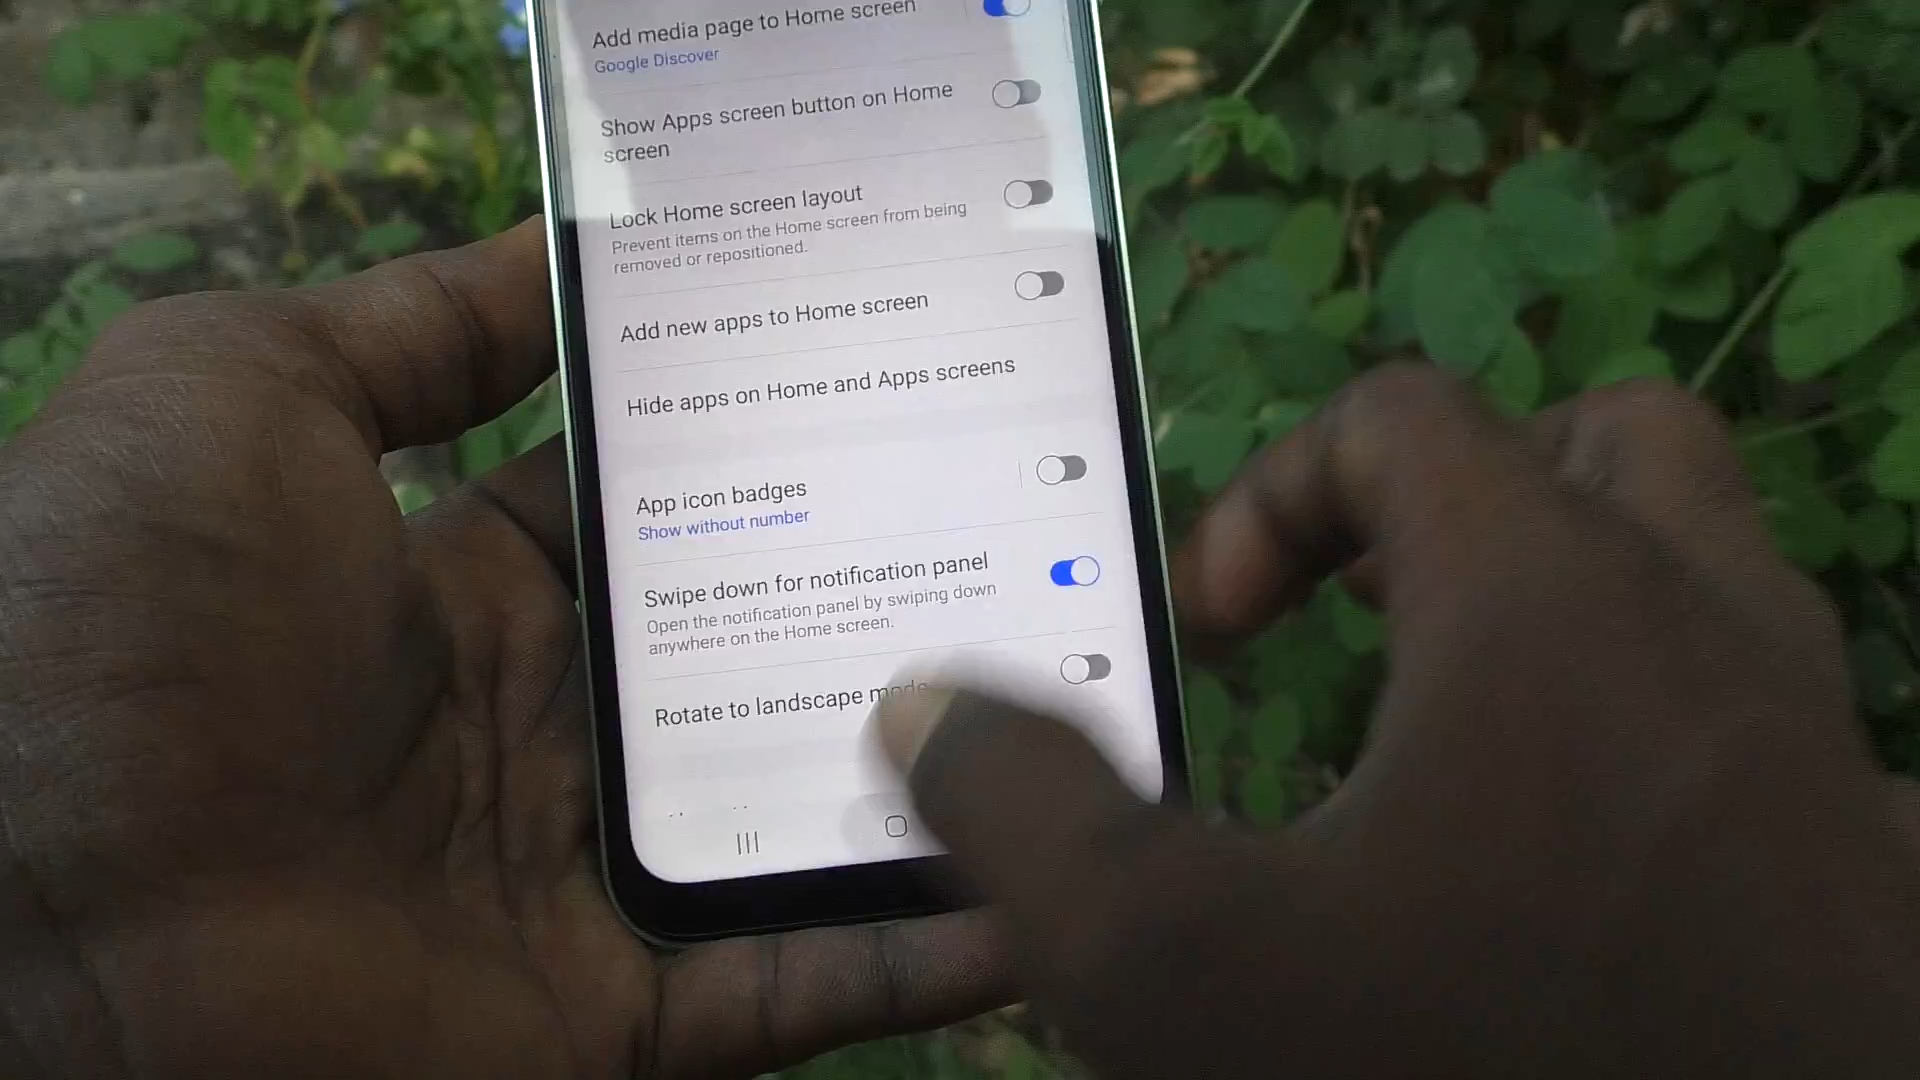 Add media page to Home screen
Google Discover
Show Apps screen button on Home
screen
Lock Home screen layout
Prevent items on the Home screen from being
removed or repositioned.
Add new apps to Home screen
Hide apps on Home and Apps screens
App icon badges
Show without number
Swipe down for notification panel
Open the notification panel by swiping down
anywhere on the Home screen.
Rotate to landscape mode